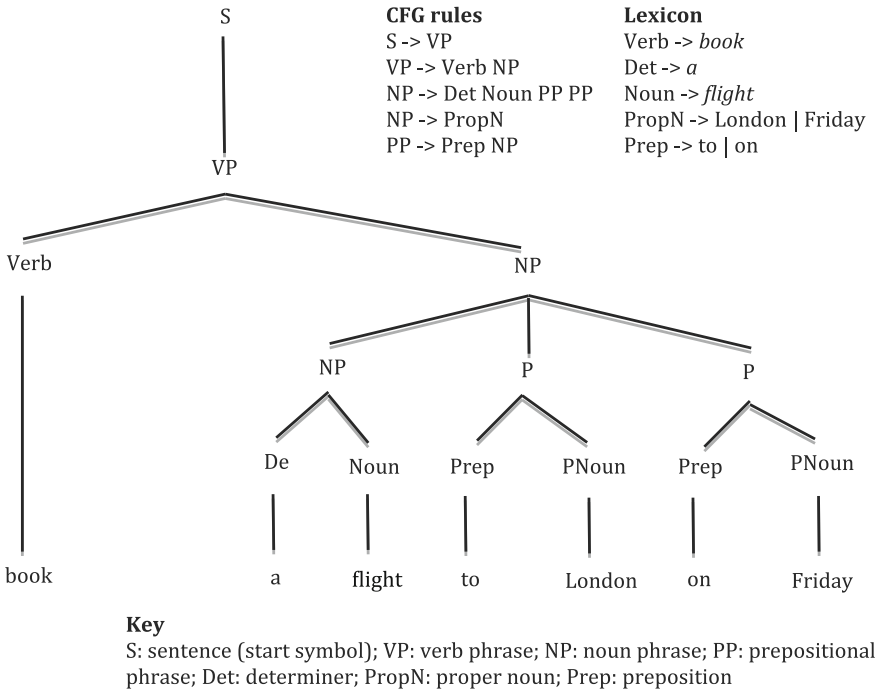 S
CFG rules
S -> VP
VP -> Verb NP
NP -> Det Noun PP PP
NP -> PropN
PP -> Prep NP
Lexicon
Verb -> book
Det -> a
Noun -> flight
PropN -> London | Friday
Prep -> to | on
VP
Verb
NP
NP
P
P
De
Noun
Prep
PNoun
Prep
PNoun
book
a
flight
to
London
on
Friday
Key
S: sentence (start symbol); VP: verb phrase; NP: noun phrase; PP: prepositional
phrase; Det: determiner; PropN: proper noun; Prep: preposition